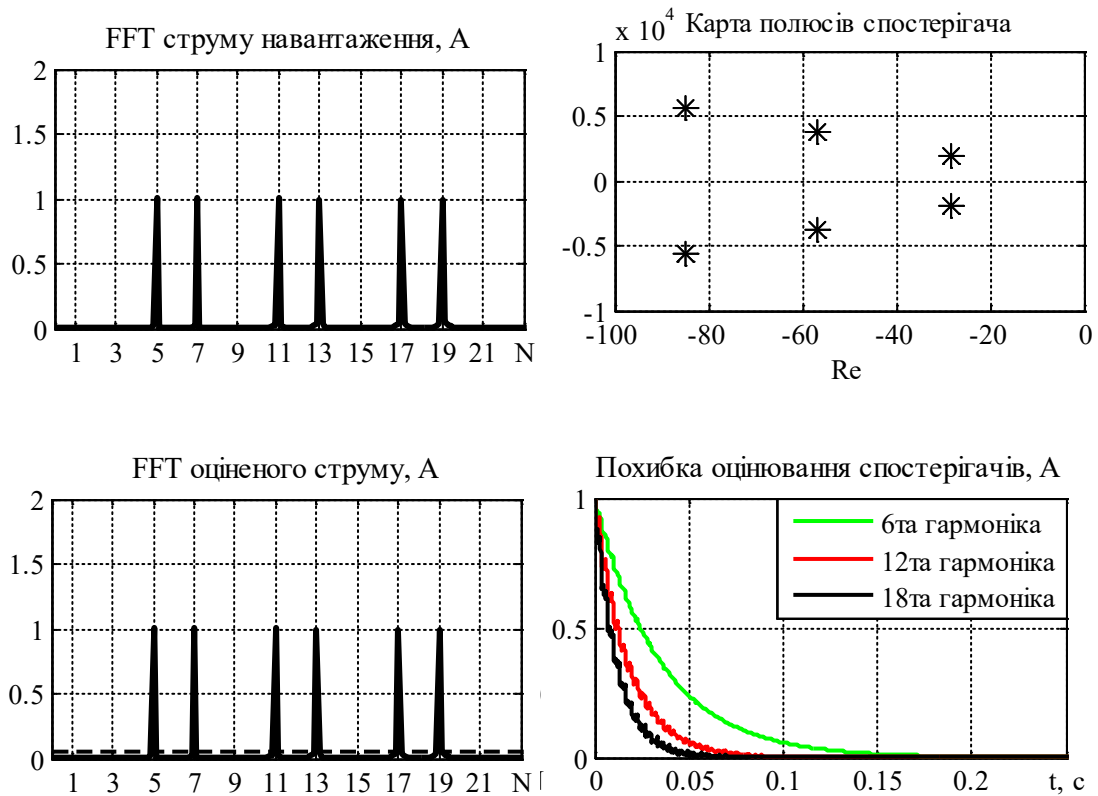 FFT струму навантаження, А
2
1.5
1
0.5
0
1 3 5 7 9 11 13 15 17 19 21 N
x 10^4 Карта полюсів спостерігача
1
0.5
0
-0.5
-1
-100 -80 -60 -40 -20 0
Re
FFT оціненого струму, А
2
1.5
1
0.5
0
1 3 5 7 9 11 13 15 17 19 21 N
Похибка оцінювання спостерігачів, А
1
0.5
0
6та гармоніка
12та гармоніка
18та гармоніка
0 0.05 0.1 0.15 0.2 t, с